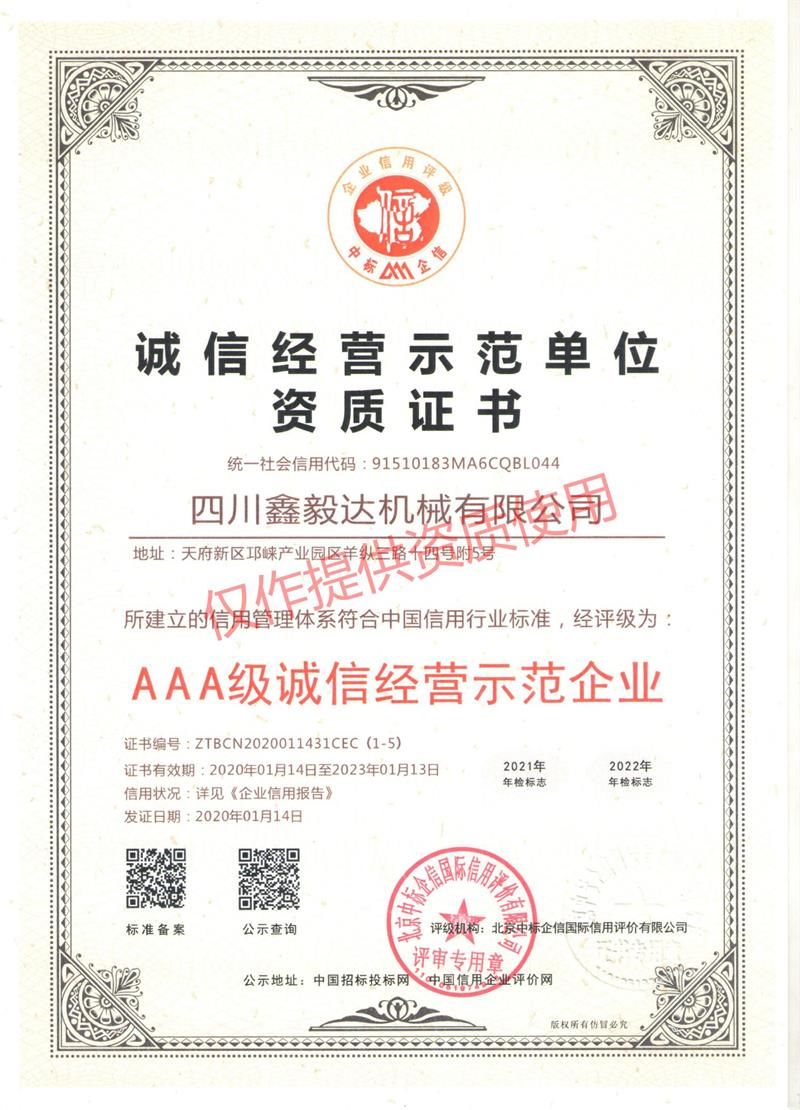 企业信用评级
信
中标企信
诚信经营示范单位
资质证书
统一社会信用代码：91510183MA6CQBL044
四川鑫毅达机械有限公司
地址：天府新区邛崃产业园区羊纵三路十四号附5号
仅作提供资质使用
所建立的信用管理体系符合中国信用行业标准，经评级为：
AAA级诚信经营示范企业
证书编号：ZTBCN2020011431CEC (1-5)
证书有效期：2020年01月14日至2023年01月13日
信用状况：详见《企业信用报告》
发证日期：2020年01月14日
2021年
年检标志
2022年
年检标志
标准备案
公示查询
北京中标企信国际信用评价有限公司
评审专用章
评级机构：北京中标企信国际信用评价有限公司
公示地址：中国招标投标网 中国信用企业评价网
版权所有仿冒必究